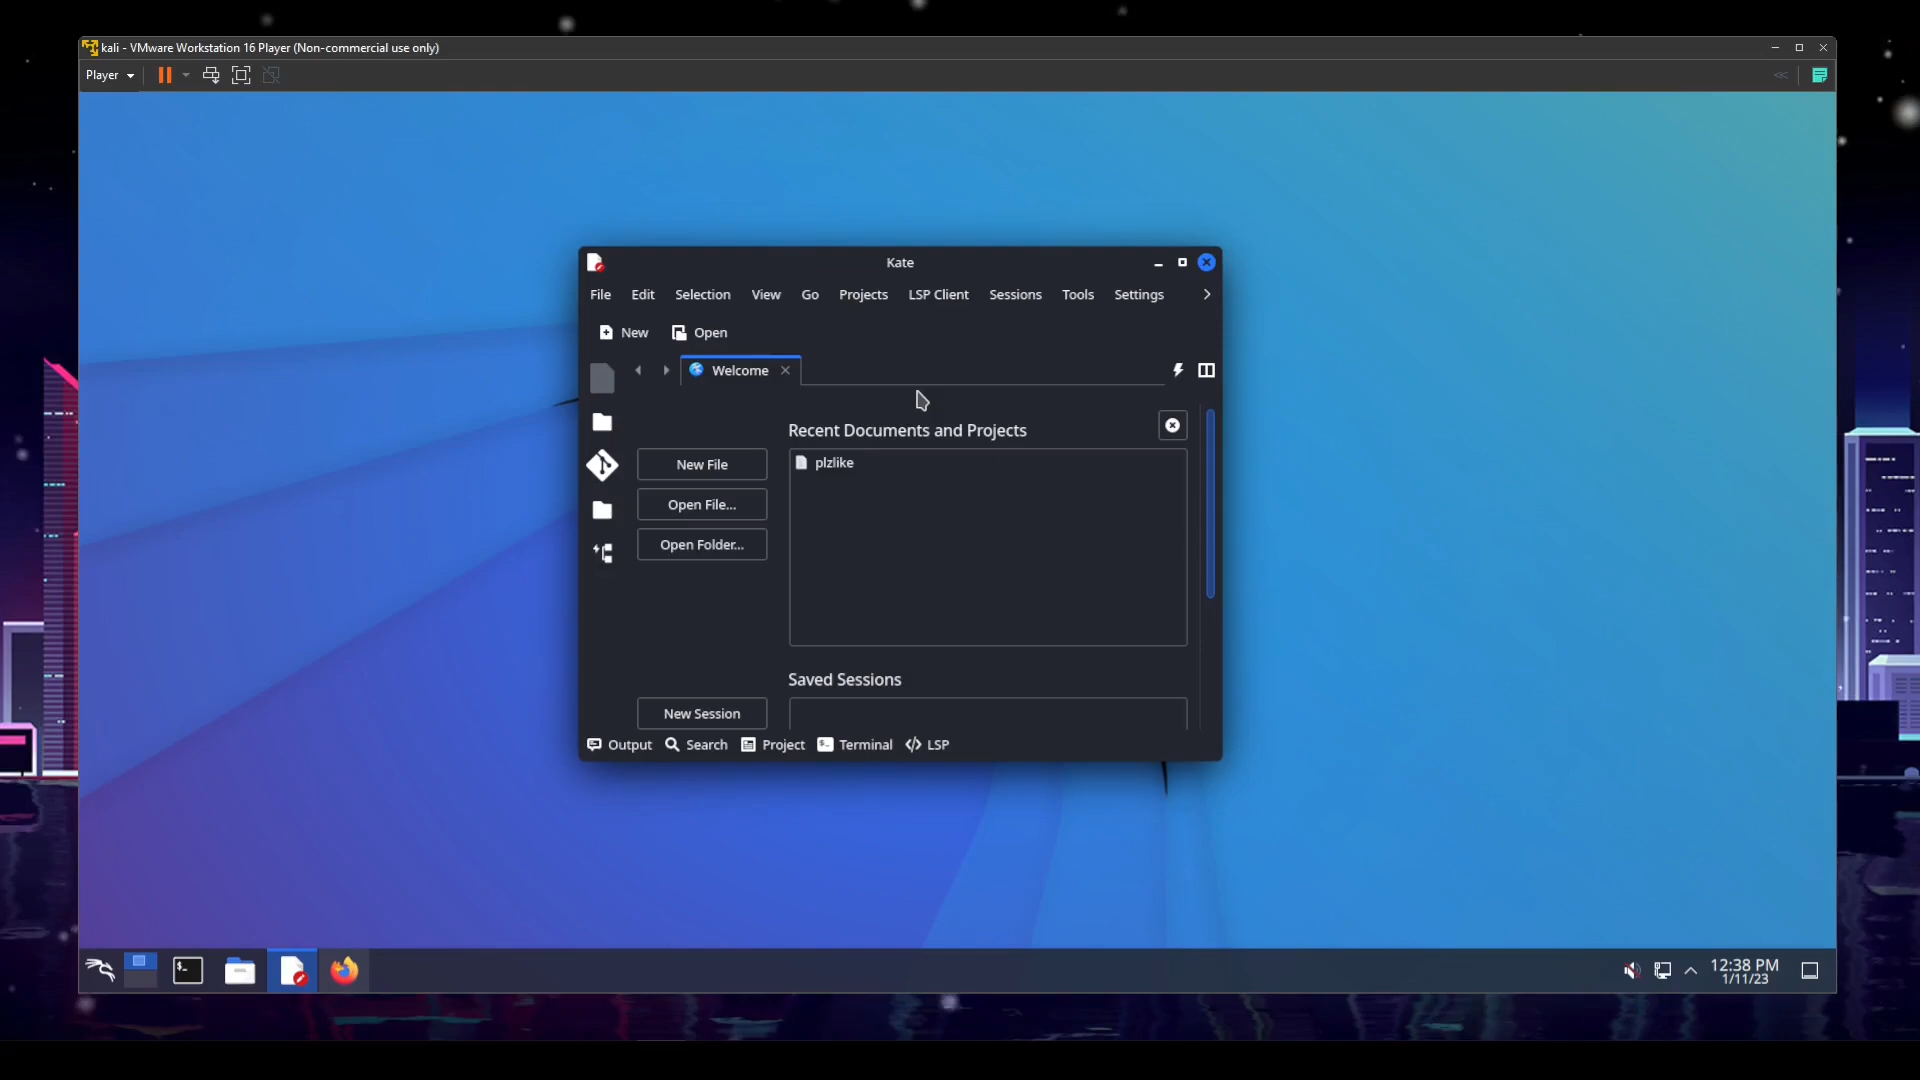 kali - VMware Workstation 16 Player (Non-commercial use only)
Player
Kate
File Edit Selection View Go Projects LSP Client Sessions Tools Settings
New Open
Welcome
Recent Documents and Projects
New File
plzlike
Open File...
Open Folder...
Saved Sessions
New Session
Output Search Project Terminal LSP
12:38 PM
1/11/23